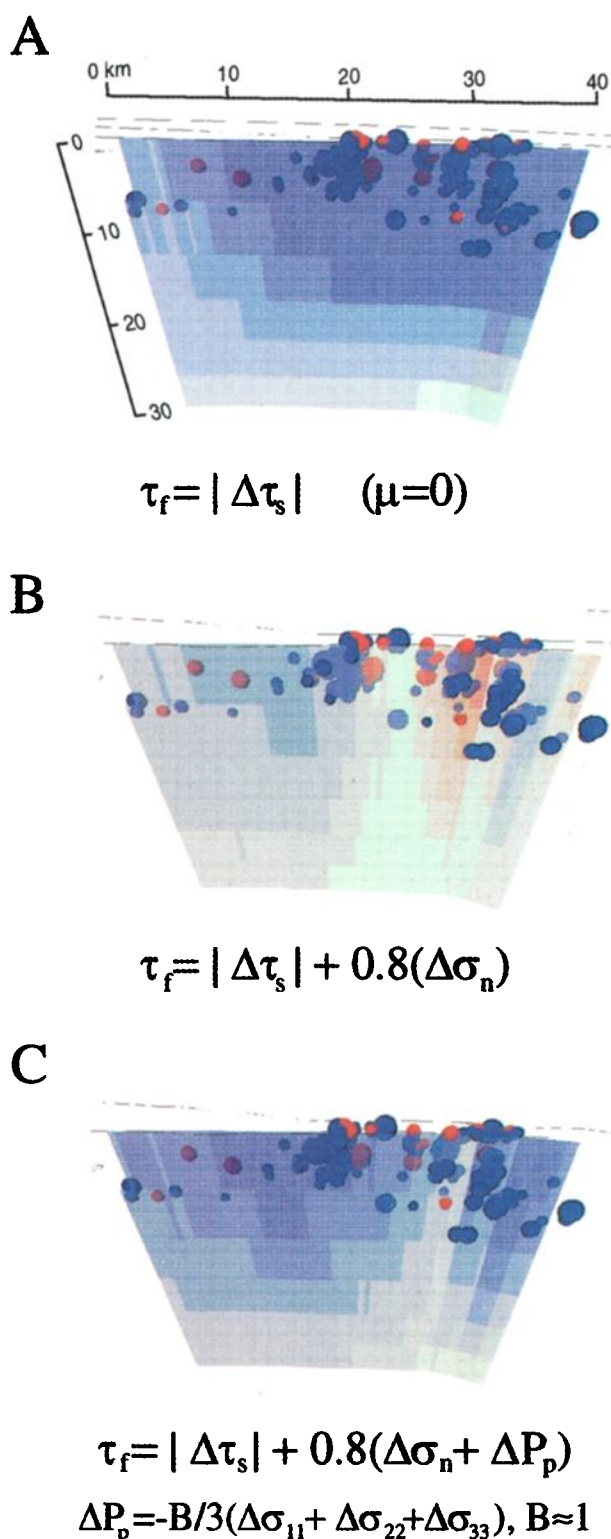 A
0 km 10 20 30 40
0
10
20
30
τf= | Δτs | (μ=0)
B
τf= | Δτs | + 0.8(Δσn)
C
τf= | Δτs| + 0.8(Δσn+ ΔPp)
ΔPp=-B/3(Δσ11+ Δσ22+Δσ33), B≈1